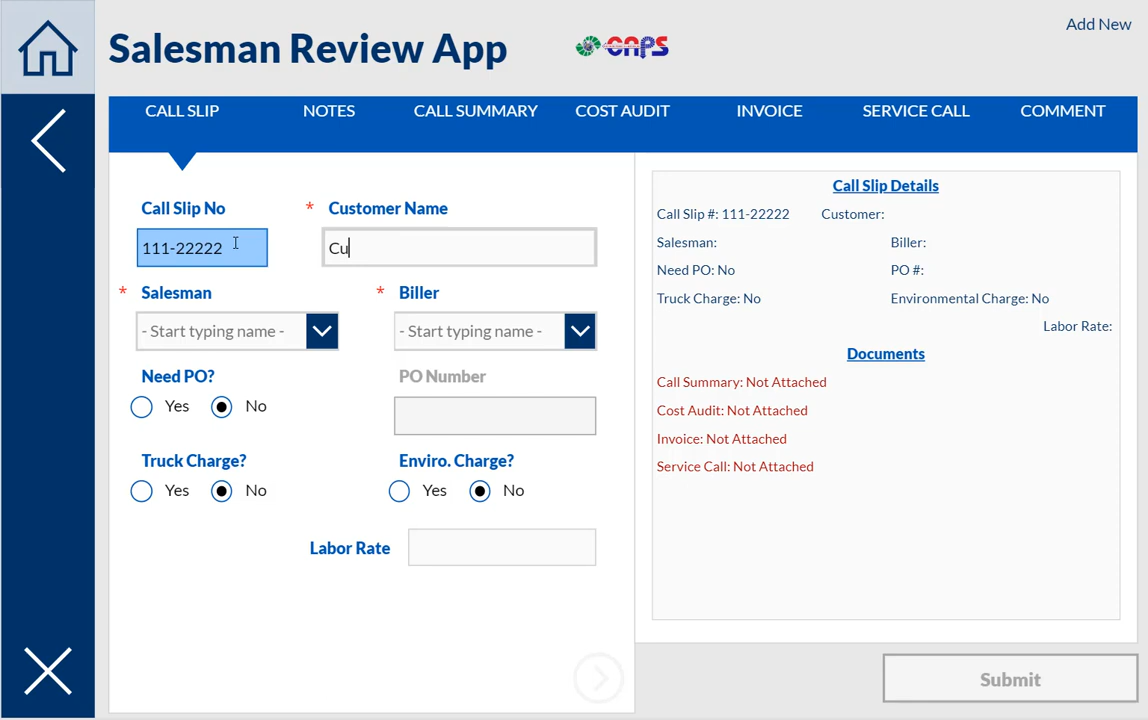 Add New
Salesman Review App
CAPS
CALL SLIP NOTES CALL SUMMARY COST AUDIT INVOICE SERVICE CALL COMMENT
Call Slip No * Customer Name
111-22222 Cu
* Salesman * Biller
- Start typing name - - Start typing name -
Need PO? PO Number
Yes No
Truck Charge? Enviro. Charge?
Yes No Yes No
Labor Rate
Call Slip Details
Call Slip #: 111-22222 Customer:
Salesman: Biller:
Need PO: No PO #:
Truck Charge: No Environmental Charge: No
Labor Rate:
Documents
Call Summary: Not Attached
Cost Audit: Not Attached
Invoice: Not Attached
Service Call: Not Attached
Submit